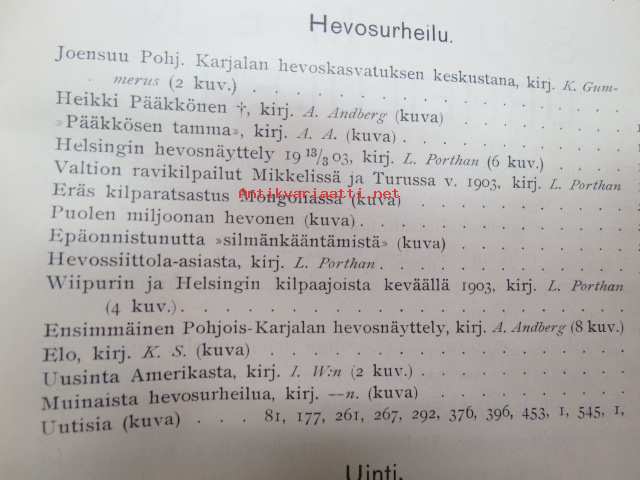 Hevosurheilu.
Joensuu Pohj. Karjalan hevoskasvatuksen keskustana, kirj. K. Gum-
merus (2 kuv.) . . . . . . . . . . . . . .
Heikki Pääkkönen †, kirj. A. Andberg (kuva) . . . . . . .
»Pääkkösen tamma», kirj. A. A. (kuva) . . . . . . . . .
Helsingin hevosnäyttely 19 13/3 03, kirj. L. Porthan (6 kuv.) . . .
Valtion ravikilpailut Mikkelissä ja Turussa v. 1903, kirj. L. Porthan
Eräs kilparatsastus Mongoliassa (kuva) . . . . . . . . .
Antikvariaatti.net
Puolen miljoonan hevonen (kuva) . . . . . . . . . . .
Epäonnistunutta »silmänkääntämistä» (kuva) . . . . . . .
Hevossiittola-asiasta, kirj. L. Porthan . . . . . . . . . .
Wiipurin ja Helsingin kilpaajoista keväällä 1903, kirj. L. Porthan
(4 kuv.) . . . . . . . . . . . . . . . . .
Ensimmäinen Pohjois-Karjalan hevosnäyttely, kirj. A. Andberg (8 kuv.)
Elo, kirj. K. S. (kuva) . . . . . . . . . . . . . .
Uusinta Amerikasta, kirj. I. W:n (2 kuv.) . . . . . . . .
Muinaista hevosurheilua, kirj. —n. (kuva) . . . . . . . .
Uutisia (kuva) . . . 81, 177, 261, 267, 292, 376, 396, 453, 1, 545, 1,
Uinti.